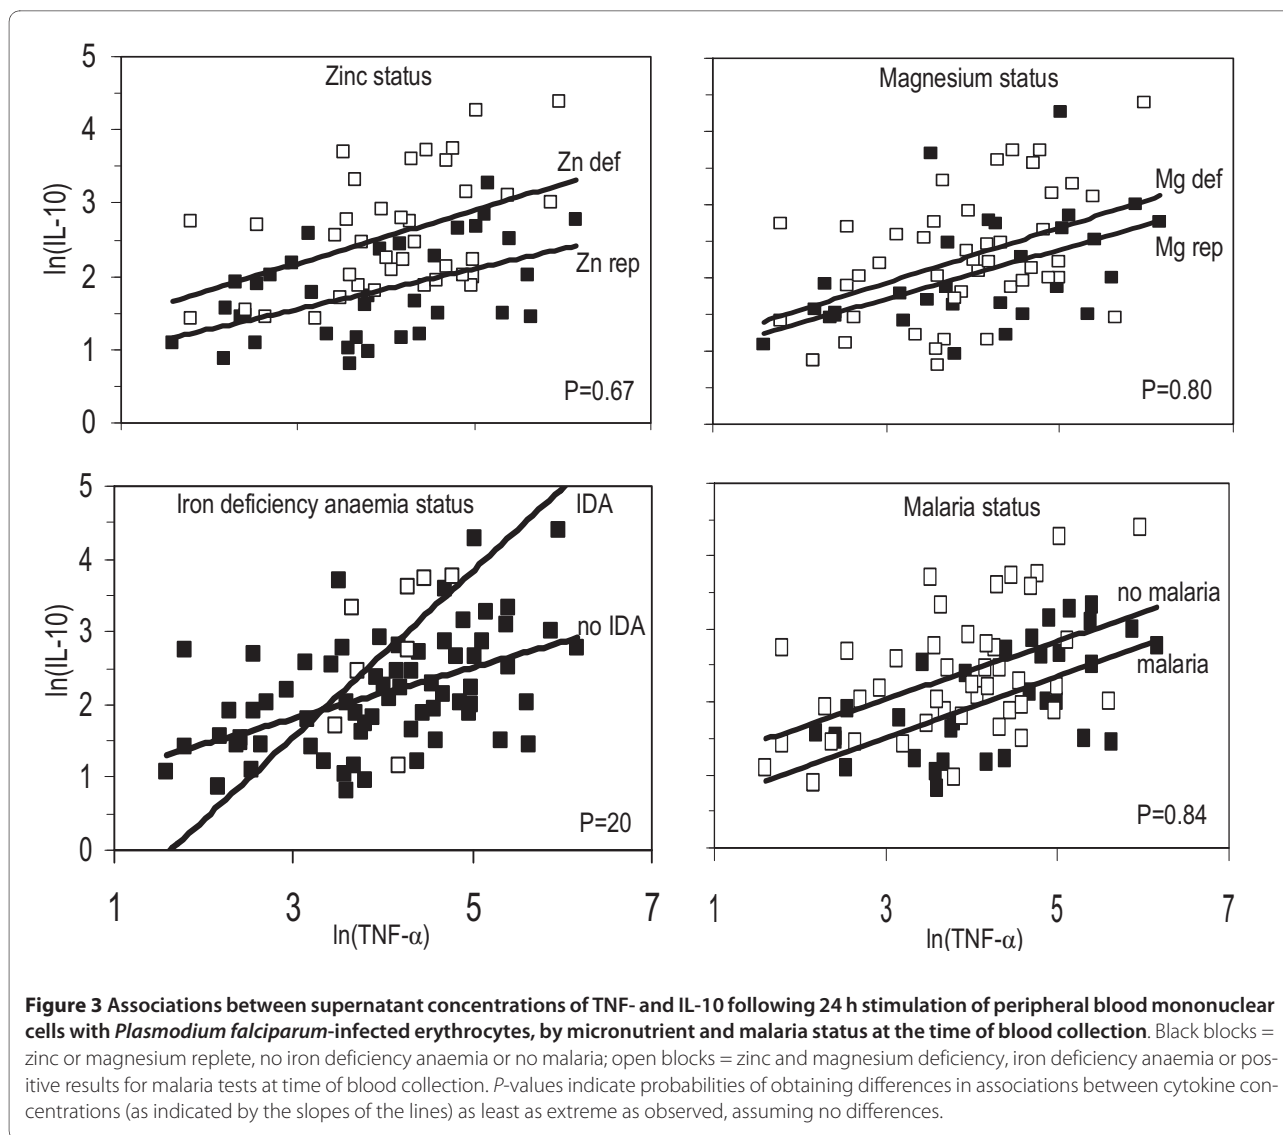 5
Zinc status
Magnesium status
4
Zn def
Mg def
3
ln(IL-10)
Zn rep
Mg rep
2
1
P=0.67
P=0.80
0
5
Iron deficiency anaemia status
IDA
Malaria status
4
no malaria
3
no IDA
ln(IL-10)
malaria
2
1
P=20
P=0.84
0
1 3 5 7
1 3 5 7
ln(TNF-α)
ln(TNF-α)
Figure 3 Associations between supernatant concentrations of TNF- and IL-10 following 24 h stimulation of peripheral blood mononuclear
cells with Plasmodium falciparum-infected erythrocytes, by micronutrient and malaria status at the time of blood collection. Black blocks =
zinc or magnesium replete, no iron deficiency anaemia or no malaria; open blocks = zinc and magnesium deficiency, iron deficiency anaemia or pos-
itive results for malaria tests at time of blood collection. P-values indicate probabilities of obtaining differences in associations between cytokine con-
centrations (as indicated by the slopes of the lines) as least as extreme as observed, assuming no differences.